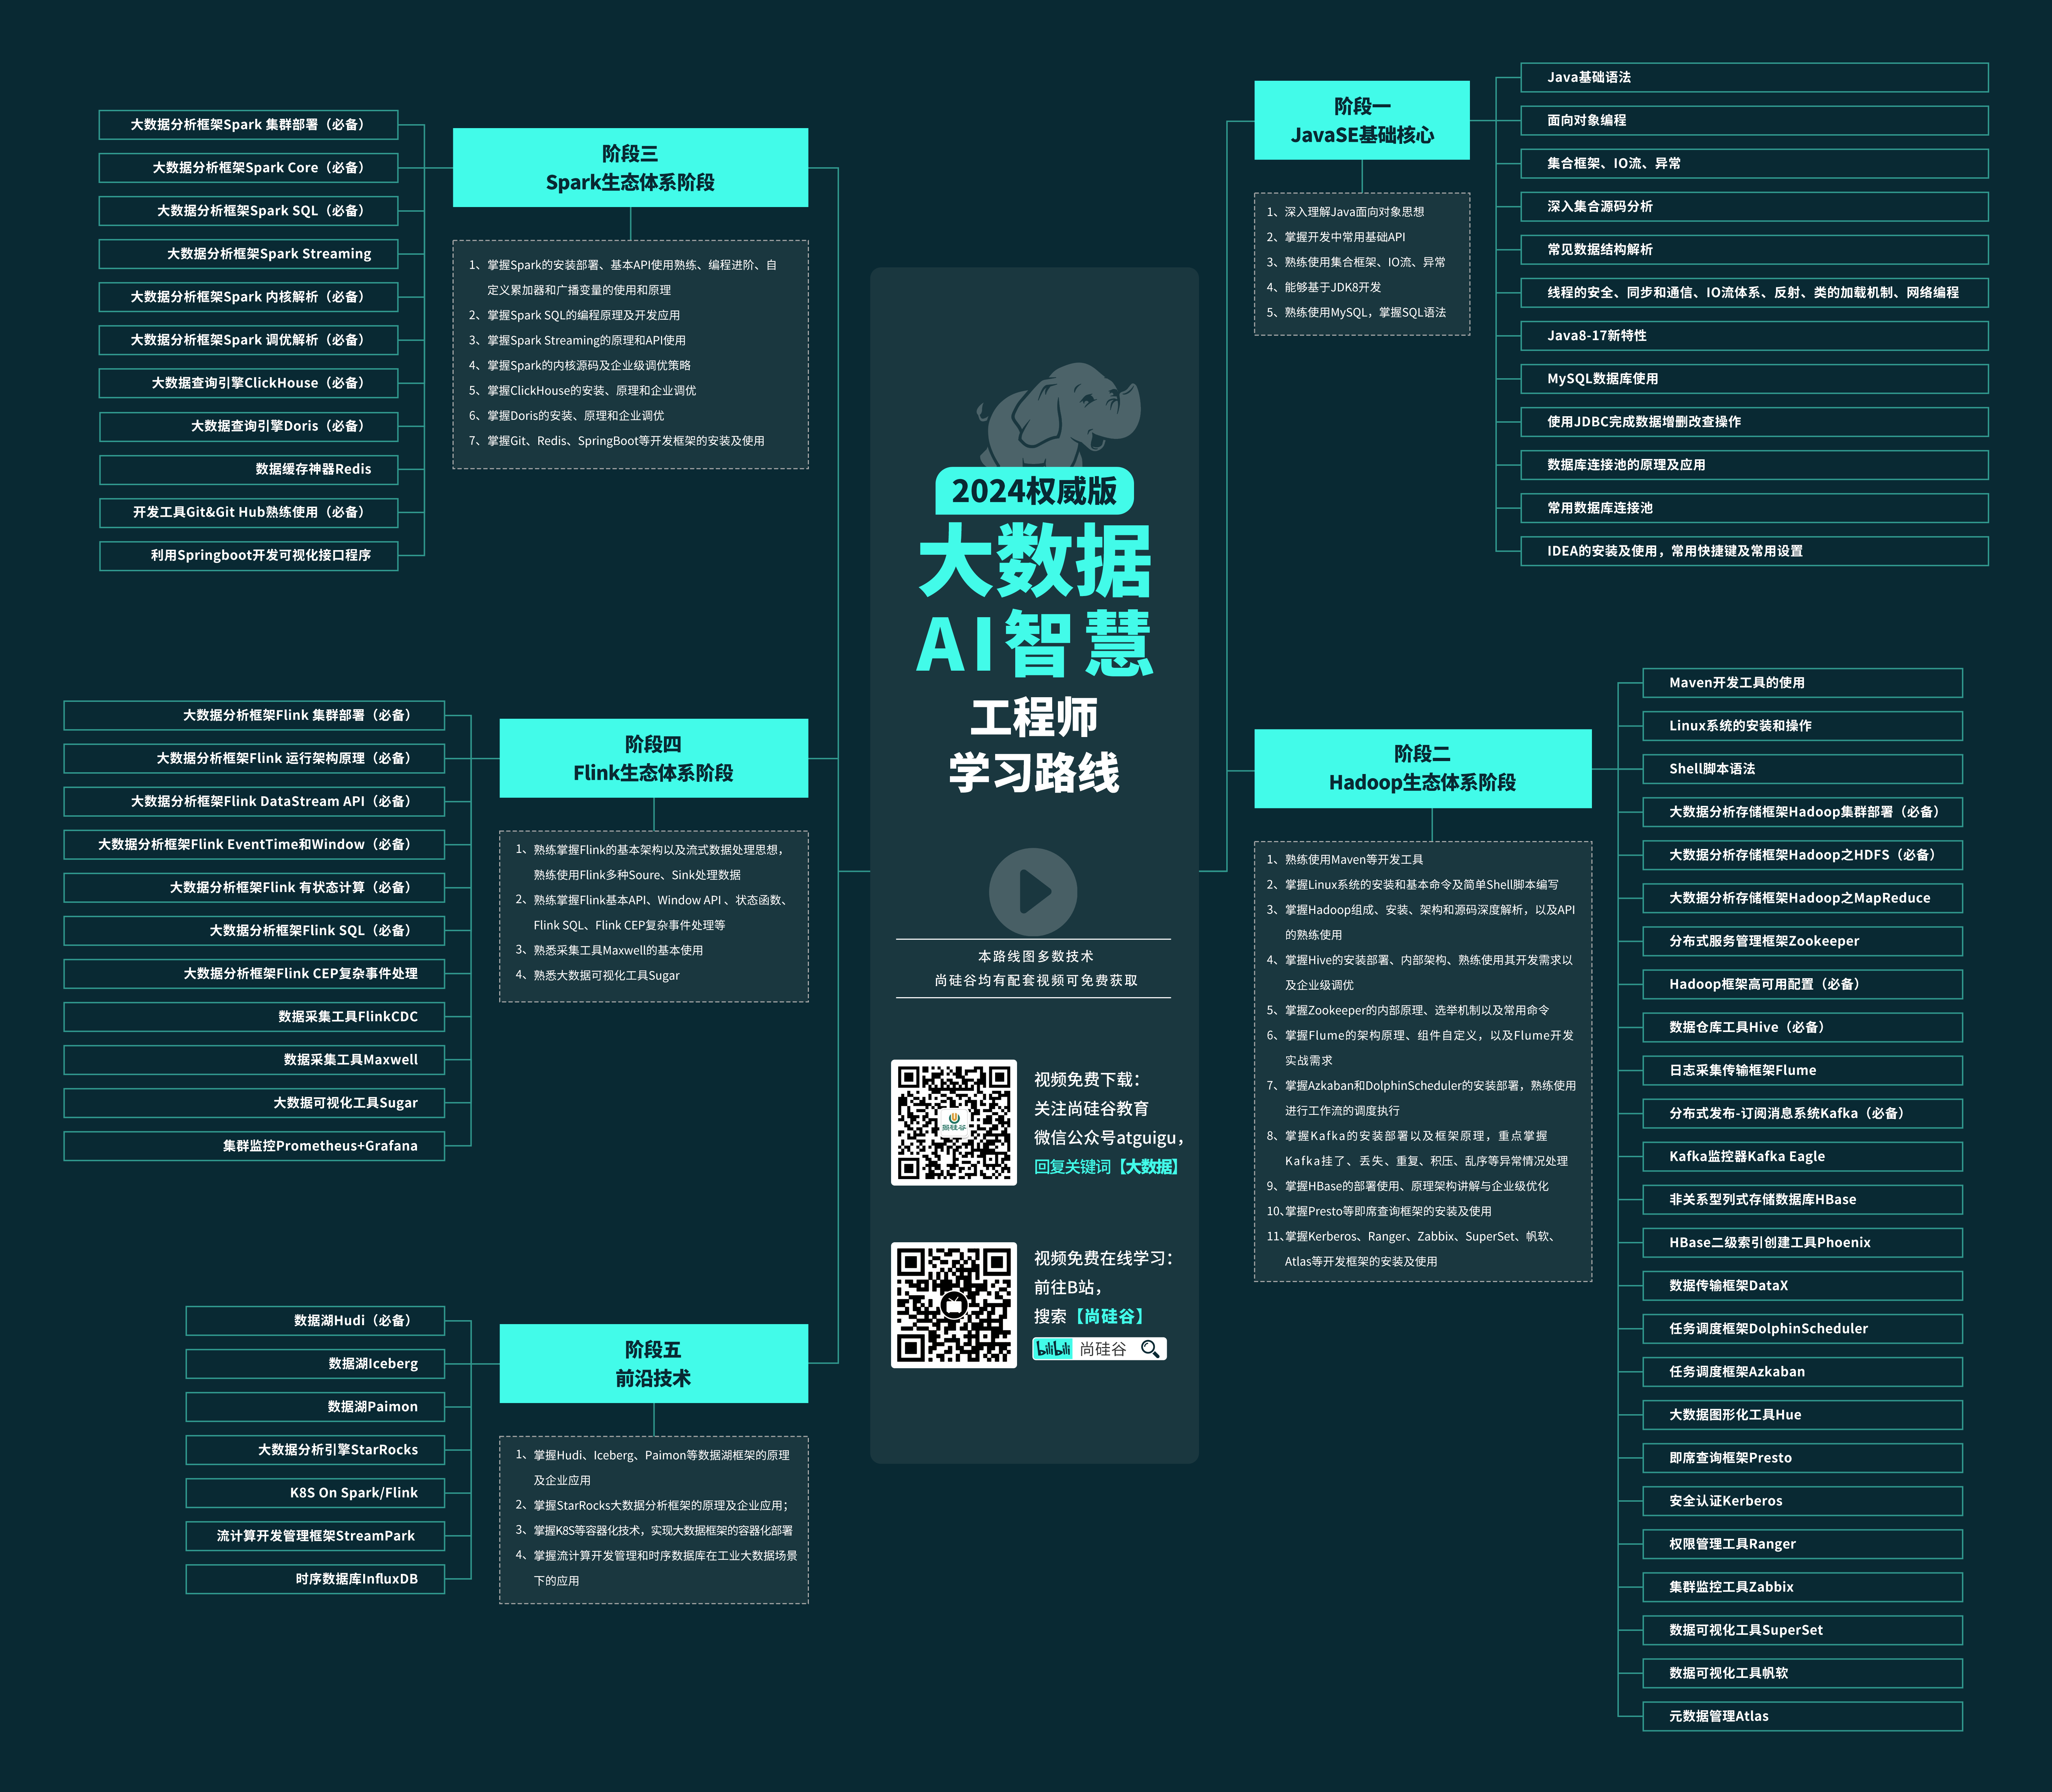 2024权威版
大数据
AI智慧
工程师
学习路线
本路线图多数技术
尚硅谷均有配套视频可免费获取
尚硅谷
视频免费下载：
关注尚硅谷教育
微信公众号atguigu，
回复关键词【大数据】
视频免费在线学习：
前往B站，
搜索【尚硅谷】
bilibili 尚硅谷
阶段一
JavaSE基础核心
1、深入理解Java面向对象思想
2、掌握开发中常用基础API
3、熟练使用集合框架、IO流、异常
4、能够基于JDK8开发
5、熟练使用MySQL，掌握SQL语法
Java基础语法
面向对象编程
集合框架、IO流、异常
深入集合源码分析
常见数据结构解析
线程的安全、同步和通信、IO流体系、反射、类的加载机制、网络编程
Java8-17新特性
MySQL数据库使用
使用JDBC完成数据增删改查操作
数据库连接池的原理及应用
常用数据库连接池
IDEA的安装及使用，常用快捷键及常用设置
阶段二
Hadoop生态体系阶段
1、熟练使用Maven等开发工具
2、掌握Linux系统的安装和基本命令及简单Shell脚本编写
3、掌握Hadoop组成、安装、架构和源码深度解析，以及API
的熟练使用
4、掌握Hive的安装部署、内部架构、熟练使用其开发需求以
及企业级调优
5、掌握Zookeeper的内部原理、选举机制以及常用命令
6、掌握Flume的架构原理、组件自定义，以及Flume开发
实战需求
7、掌握Azkaban和DolphinScheduler的安装部署，熟练使用
进行工作流的调度执行
8、掌握Kafka的安装部署以及框架原理，重点掌握
Kafka挂了、丢失、重复、积压、乱序等异常情况处理
9、掌握HBase的部署使用、原理架构讲解与企业级优化
10、掌握Presto等即席查询框架的安装及使用
11、掌握Kerberos、Ranger、Zabbix、SuperSet、帆软、
Atlas等开发框架的安装及使用
Maven开发工具的使用
Linux系统的安装和操作
Shell脚本语法
大数据分析存储框架Hadoop集群部署（必备）
大数据分析存储框架Hadoop之HDFS（必备）
大数据分析存储框架Hadoop之MapReduce
分布式服务管理框架Zookeeper
Hadoop框架高可用配置（必备）
数据仓库工具Hive（必备）
日志采集传输框架Flume
分布式发布-订阅消息系统Kafka（必备）
Kafka监控器Kafka Eagle
非关系型列式存储数据库HBase
HBase二级索引创建工具Phoenix
数据传输框架DataX
任务调度框架DolphinScheduler
任务调度框架Azkaban
大数据图形化工具Hue
即席查询框架Presto
安全认证Kerberos
权限管理工具Ranger
集群监控工具Zabbix
数据可视化工具SuperSet
数据可视化工具帆软
元数据管理Atlas
阶段三
Spark生态体系阶段
1、掌握Spark的安装部署、基本API使用熟练、编程进阶、自
定义累加器和广播变量的使用和原理
2、掌握Spark SQL的编程原理及开发应用
3、掌握Spark Streaming的原理和API使用
4、掌握Spark的内核源码及企业级调优策略
5、掌握ClickHouse的安装、原理和企业调优
6、掌握Doris的安装、原理和企业调优
7、掌握Git、Redis、SpringBoot等开发框架的安装及使用
大数据分析框架Spark 集群部署（必备）
大数据分析框架Spark Core（必备）
大数据分析框架Spark SQL（必备）
大数据分析框架Spark Streaming
大数据分析框架Spark 内核解析（必备）
大数据分析框架Spark 调优解析（必备）
大数据查询引擎ClickHouse（必备）
大数据查询引擎Doris（必备）
数据缓存神器Redis
开发工具Git&Git Hub熟练使用（必备）
利用Springboot开发可视化接口程序
阶段四
Flink生态体系阶段
1、熟练掌握Flink的基本架构以及流式数据处理思想，
熟练使用Flink多种Soure、Sink处理数据
2、熟练掌握Flink基本API、Window API 、状态函数、
Flink SQL、Flink CEP复杂事件处理等
3、熟悉采集工具Maxwell的基本使用
4、熟悉大数据可视化工具Sugar
大数据分析框架Flink 集群部署（必备）
大数据分析框架Flink 运行架构原理（必备）
大数据分析框架Flink DataStream API（必备）
大数据分析框架Flink EventTime和Window（必备）
大数据分析框架Flink 有状态计算（必备）
大数据分析框架Flink SQL（必备）
大数据分析框架Flink CEP复杂事件处理
数据采集工具FlinkCDC
数据采集工具Maxwell
大数据可视化工具Sugar
集群监控Prometheus+Grafana
阶段五
前沿技术
1、掌握Hudi、Iceberg、Paimon等数据湖框架的原理
及企业应用
2、掌握StarRocks大数据分析框架的原理及企业应用；
3、掌握K8S等容器化技术，实现大数据框架的容器化部署
4、掌握流计算开发管理和时序数据库在工业大数据场景
下的应用
数据湖Hudi（必备）
数据湖Iceberg
数据湖Paimon
大数据分析引擎StarRocks
K8S On Spark/Flink
流计算开发管理框架StreamPark
时序数据库InfluxDB